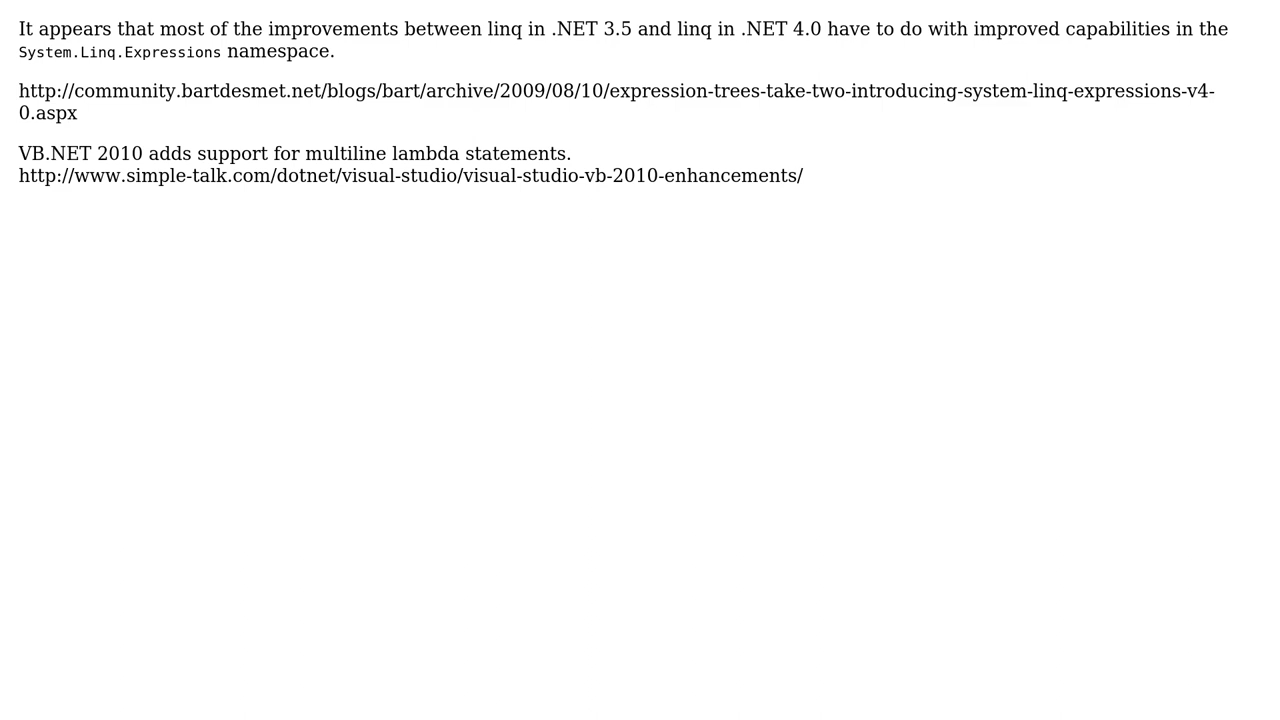 It appears that most of the improvements between linq in .NET 3.5 and linq in .NET 4.0 have to do with improved capabilities in the
System.Linq.Expressions namespace.
http://community.bartdesmet.net/blogs/bart/archive/2009/08/10/expression-trees-take-two-introducing-system-linq-expressions-v4-
0.aspx
VB.NET 2010 adds support for multiline lambda statements.
http://www.simple-talk.com/dotnet/visual-studio/visual-studio-vb-2010-enhancements/